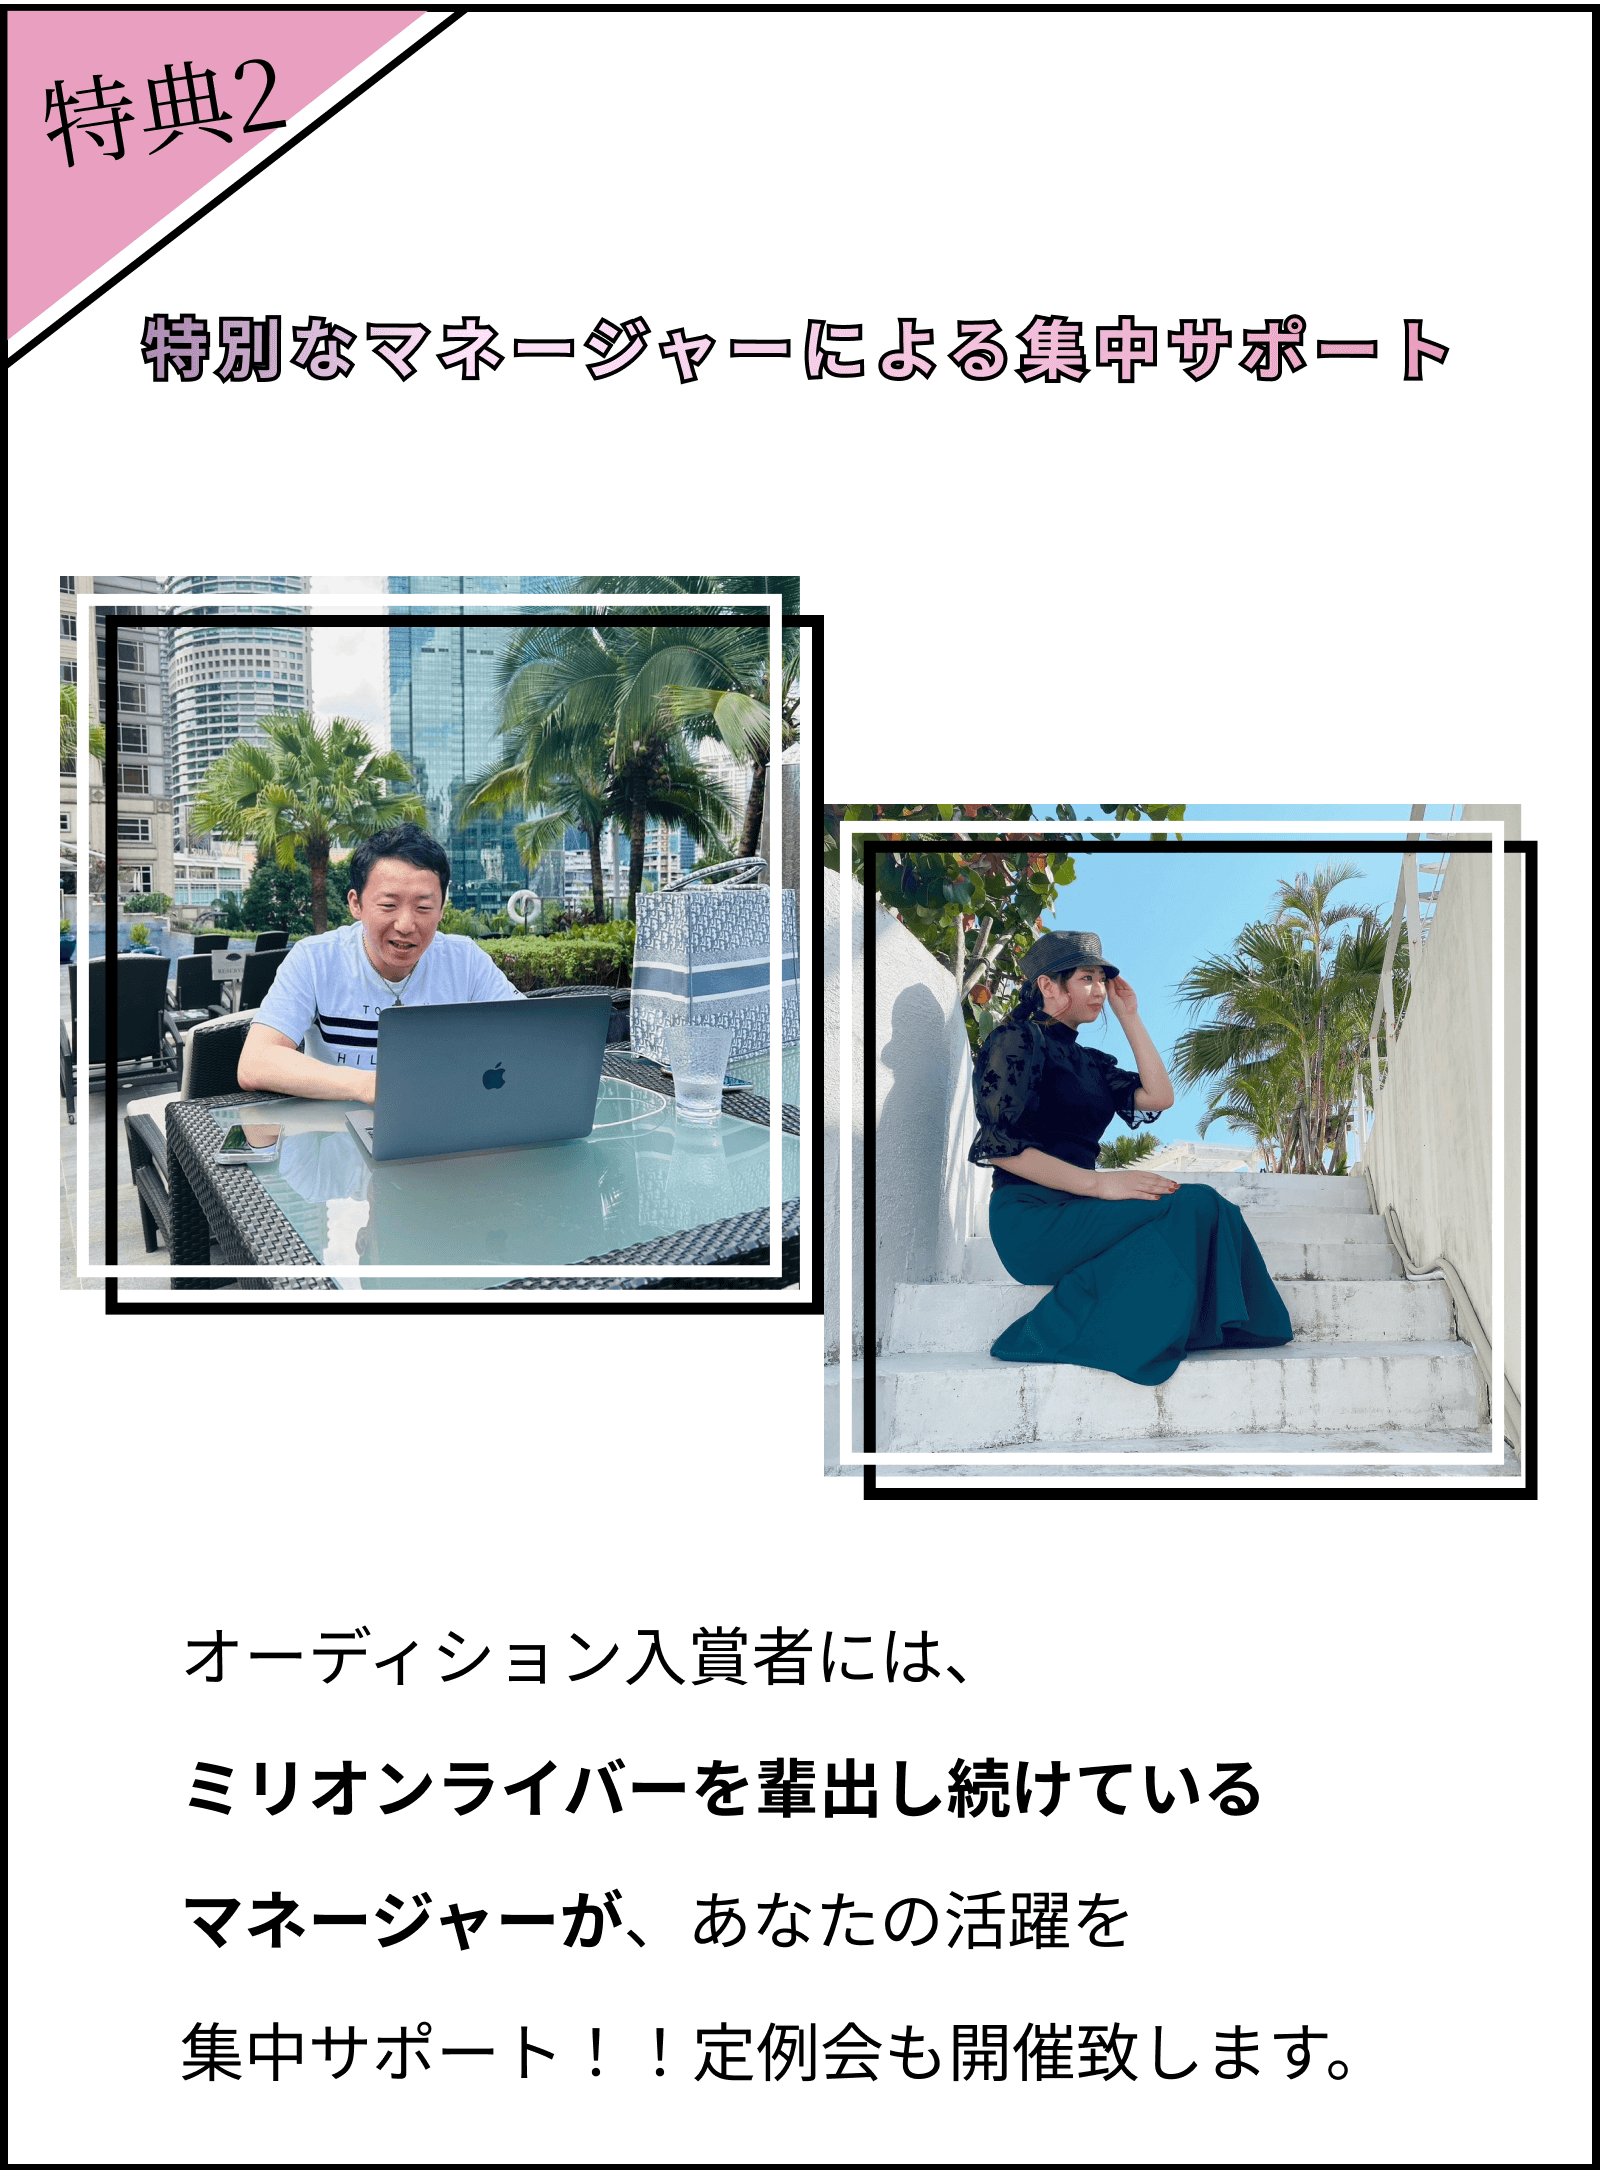 特典2
特別なマネージャーによる集中サポート
TO
HIL
オーディション入賞者には、
ミリオンライバーを輩出し続けている
マネージャーが、あなたの活躍を
集中サポート！！定例会も開催致します。